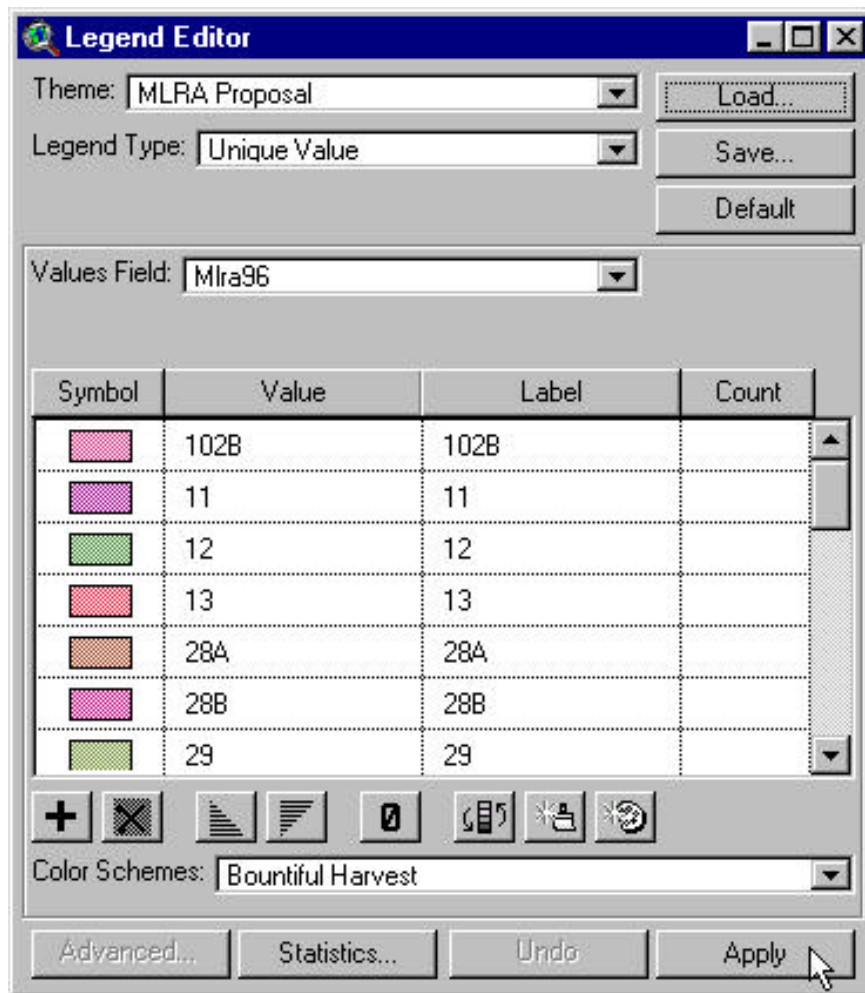 Legend Editor
Theme: MLRA Proposal
Load...
Legend Type: Unique Value
Save...
Default
Values Field: Mlra96
Symbol Value Label Count
102B 102B
11 11
12 12
13 13
28A 28A
28B 28B
29 29
0
Color Schemes: Bountiful Harvest
Advanced... Statistics... Undo Apply